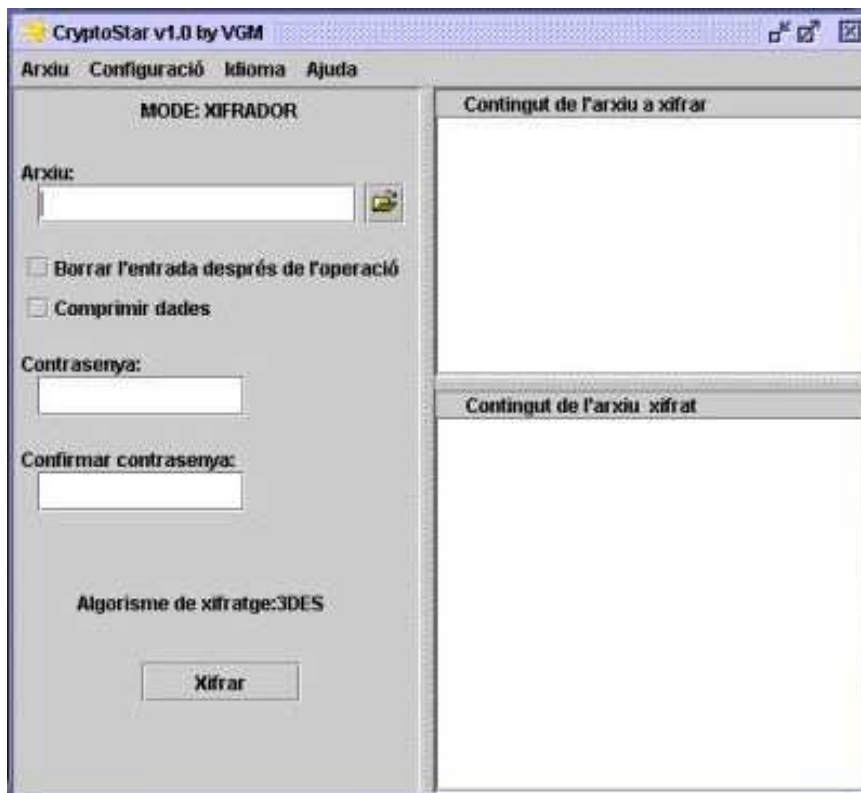 CryptoStar v1.0 by VGM
Arxiu Configuració Idioma Ajuda
MODE: XIFRADOR
Arxiu:
Borrar l'entrada després de l'operació
Comprimir dades
Contrasenya:
Confirmar contrasenya:
Algorisme de xifratge:3DES
Xifrar
Contingut de l'arxiu a xifrar
Contingut de l'arxiu xifrat